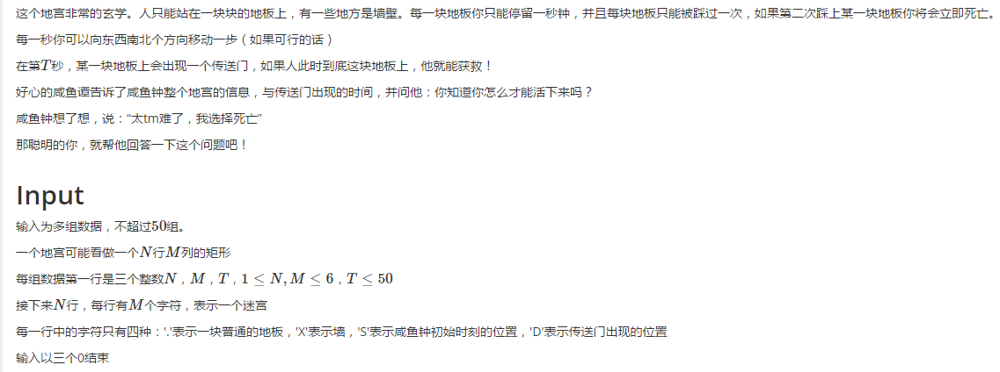 这个地宫非常的玄学。人只能站在一块块的地板上，有一些地方是墙壁。每一块地板你只能停留一秒钟，并且每块地板只能被踩过一次，如果第二次踩上某一块地板你将会立即死亡。
每一秒你可以向东西南北个方向移动一步（如果可行的话）
在第T秒，某一块地板上会出现一个传送门，如果人此时到底这块地板上，他就能获救！
好心的咸鱼谭告诉了咸鱼钟整个地宫的信息，与传送门出现的时间，并问他：你知道你怎么才能活下来吗？
咸鱼钟想了想，说：“太tm难了，我选择死亡”
那聪明的你，就帮他回答一下这个问题吧！
Input
输入为多组数据，不超过50组。
一个地宫可能看做一个N行M列的矩形
每组数据第一行是三个整数N，M，T，1 ≤ N, M ≤ 6，T ≤ 50
接下来N行，每行有M个字符，表示一个迷宫
每一行中的字符只有四种：'.'表示一块普通的地板，'X'表示墙，'S'表示咸鱼钟初始时刻的位置，'D'表示传送门出现的位置
输入以三个0结束